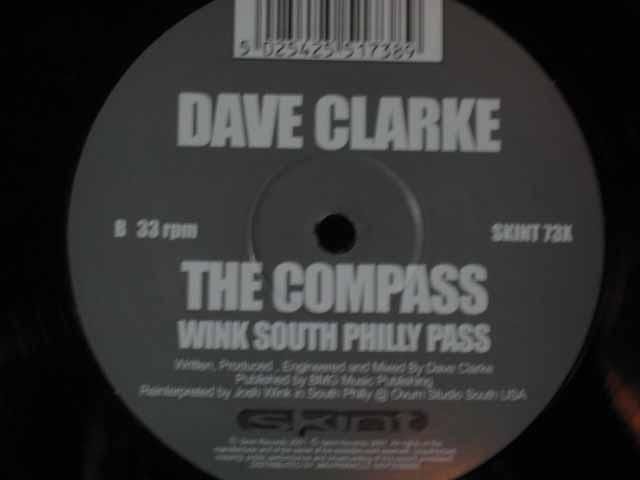 5 025425 517389
DAVE CLARKE
B 33 rpm
SKINT 73X
THE COMPASS
WINK SOUTH PHILLY PASS
Written, Produced , Engineered and Mixed By Dave Clarke
Published by BMG Music Publishing
Reinterpreted by Josh Wink in South Philly @ Ovum Studio South USA
skint